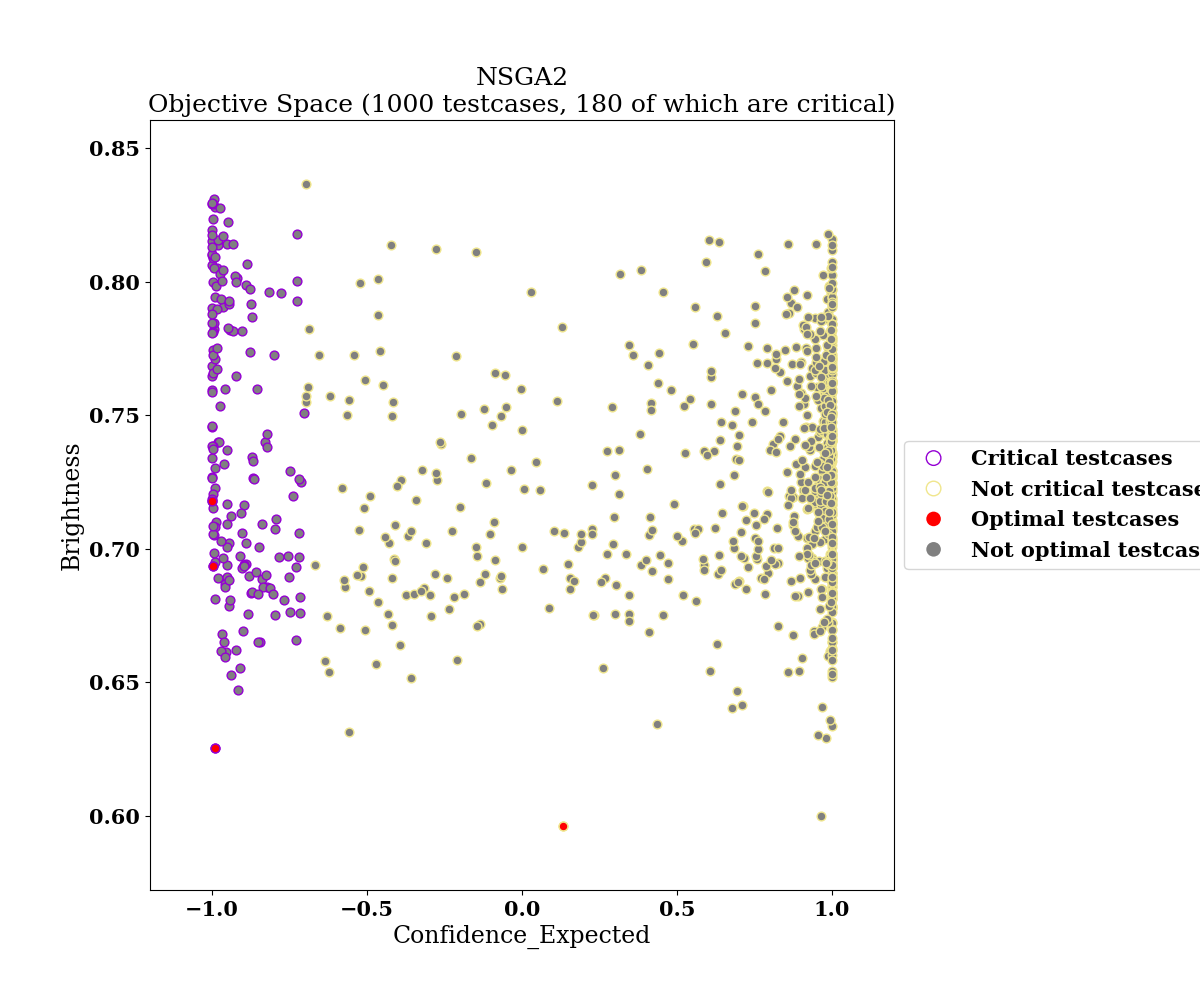 NSGA2
Objective Space (1000 testcases, 180 of which are critical)
0.85
0.80
0.75
0.70
0.65
0.60
Brightness
−1.0
−0.5
0.0
0.5
1.0
Confidence_Expected
Critical testcases
Not critical testcase
Optimal testcases
Not optimal testcas